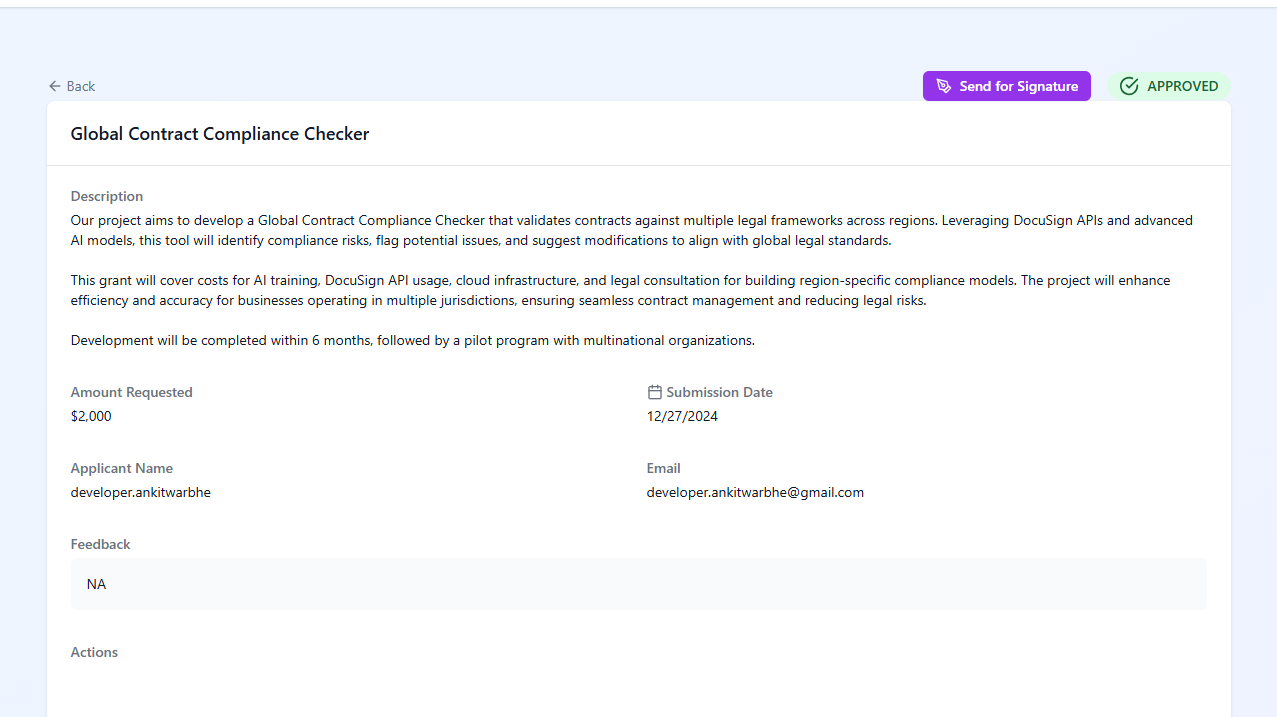 Back
Send for Signature
APPROVED
Global Contract Compliance Checker
Description
Our project aims to develop a Global Contract Compliance Checker that validates contracts against multiple legal frameworks across regions. Leveraging DocuSign APIs and advanced
AI models, this tool will identify compliance risks, flag potential issues, and suggest modifications to align with global legal standards.
This grant will cover costs for AI training, DocuSign API usage, cloud infrastructure, and legal consultation for building region-specific compliance models. The project will enhance
efficiency and accuracy for businesses operating in multiple jurisdictions, ensuring seamless contract management and reducing legal risks.
Development will be completed within 6 months, followed by a pilot program with multinational organizations.
Amount Requested
$2,000
Submission Date
12/27/2024
Applicant Name
developer.ankitwarbhe
Email
developer.ankitwarbhe@gmail.com
Feedback
NA
Actions